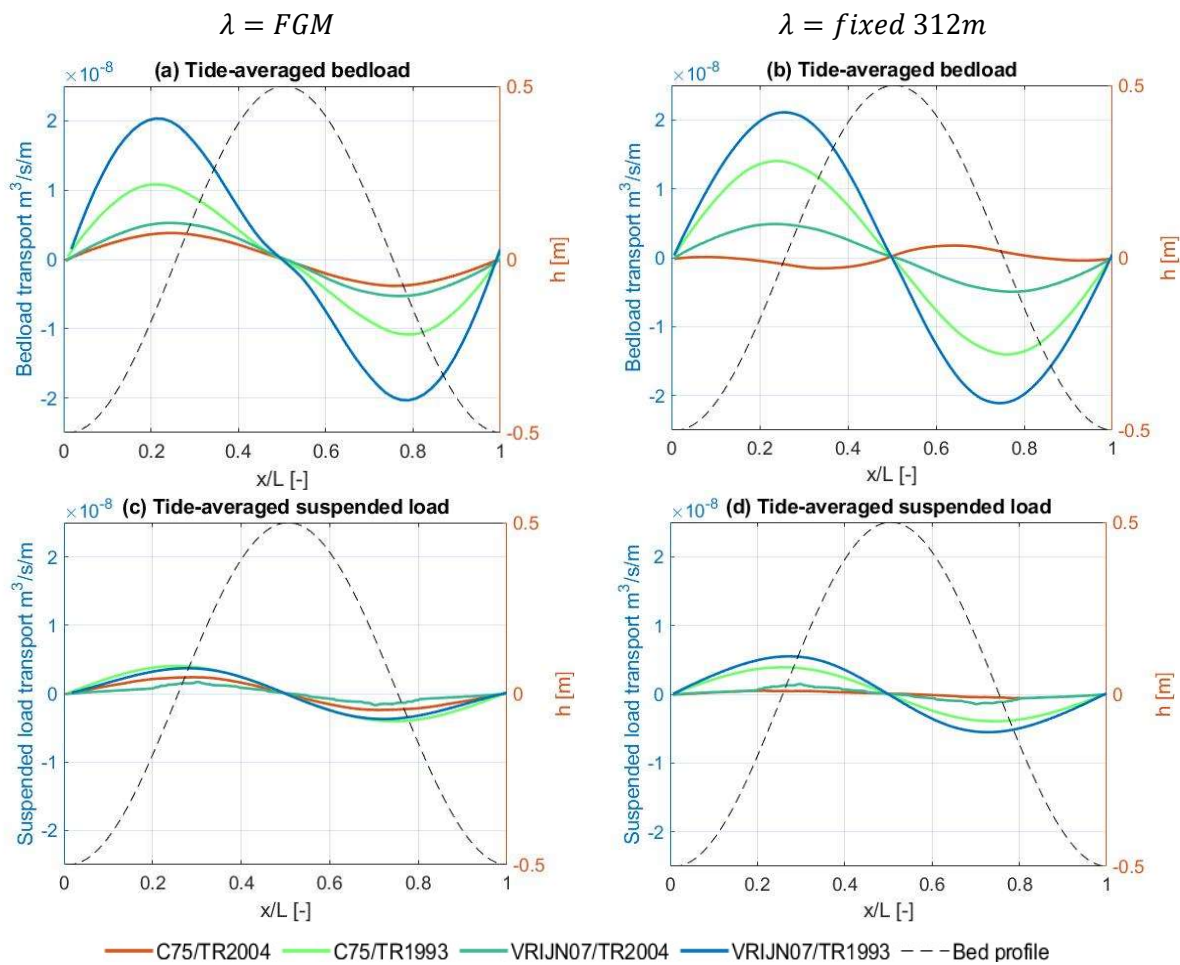 λ = FGM
λ = fixed 312m
×10⁻⁸
(a) Tide-averaged bedload
Bedload transport m³/s/m
2
1
0
-1
-2
0.5
0
-0.5
h [m]
0 0.2 0.4 0.6 0.8 1
x/L [-]
×10⁻⁸
(b) Tide-averaged bedload
Bedload transport m³/s/m
2
1
0
-1
-2
0.5
0
-0.5
h [m]
0 0.2 0.4 0.6 0.8 1
x/L [-]
×10⁻⁸
(c) Tide-averaged suspended load
Suspended load transport m³/s/m
2
1
0
-1
-2
0.5
0
-0.5
h [m]
0 0.2 0.4 0.6 0.8 1
x/L [-]
×10⁻⁸
(d) Tide-averaged suspended load
Suspended load transport m³/s/m
2
1
0
-1
-2
0.5
0
-0.5
h [m]
0 0.2 0.4 0.6 0.8 1
x/L [-]
C75/TR2004 C75/TR1993 VRIJN07/TR2004 VRIJN07/TR1993 Bed profile